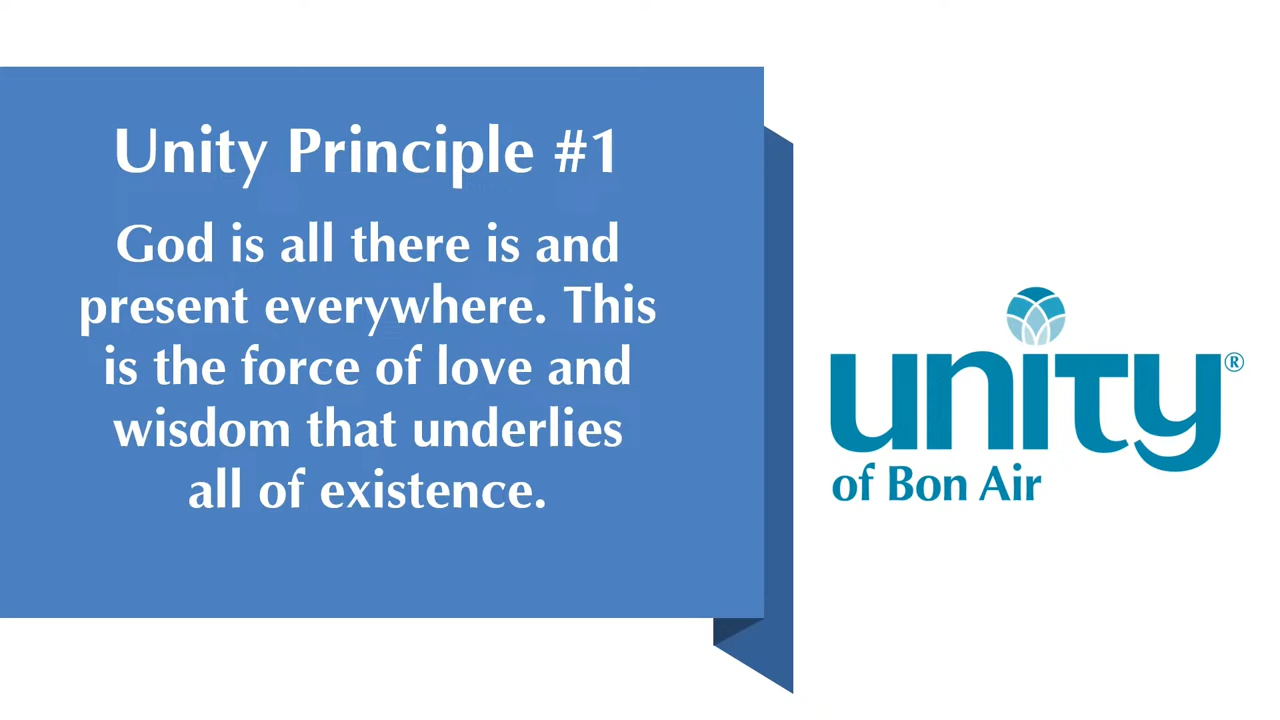 Unity Principle #1
God is all there is and
present everywhere. This
is the force of love and
wisdom that underlies
all of existence.
unity®
of Bon Air